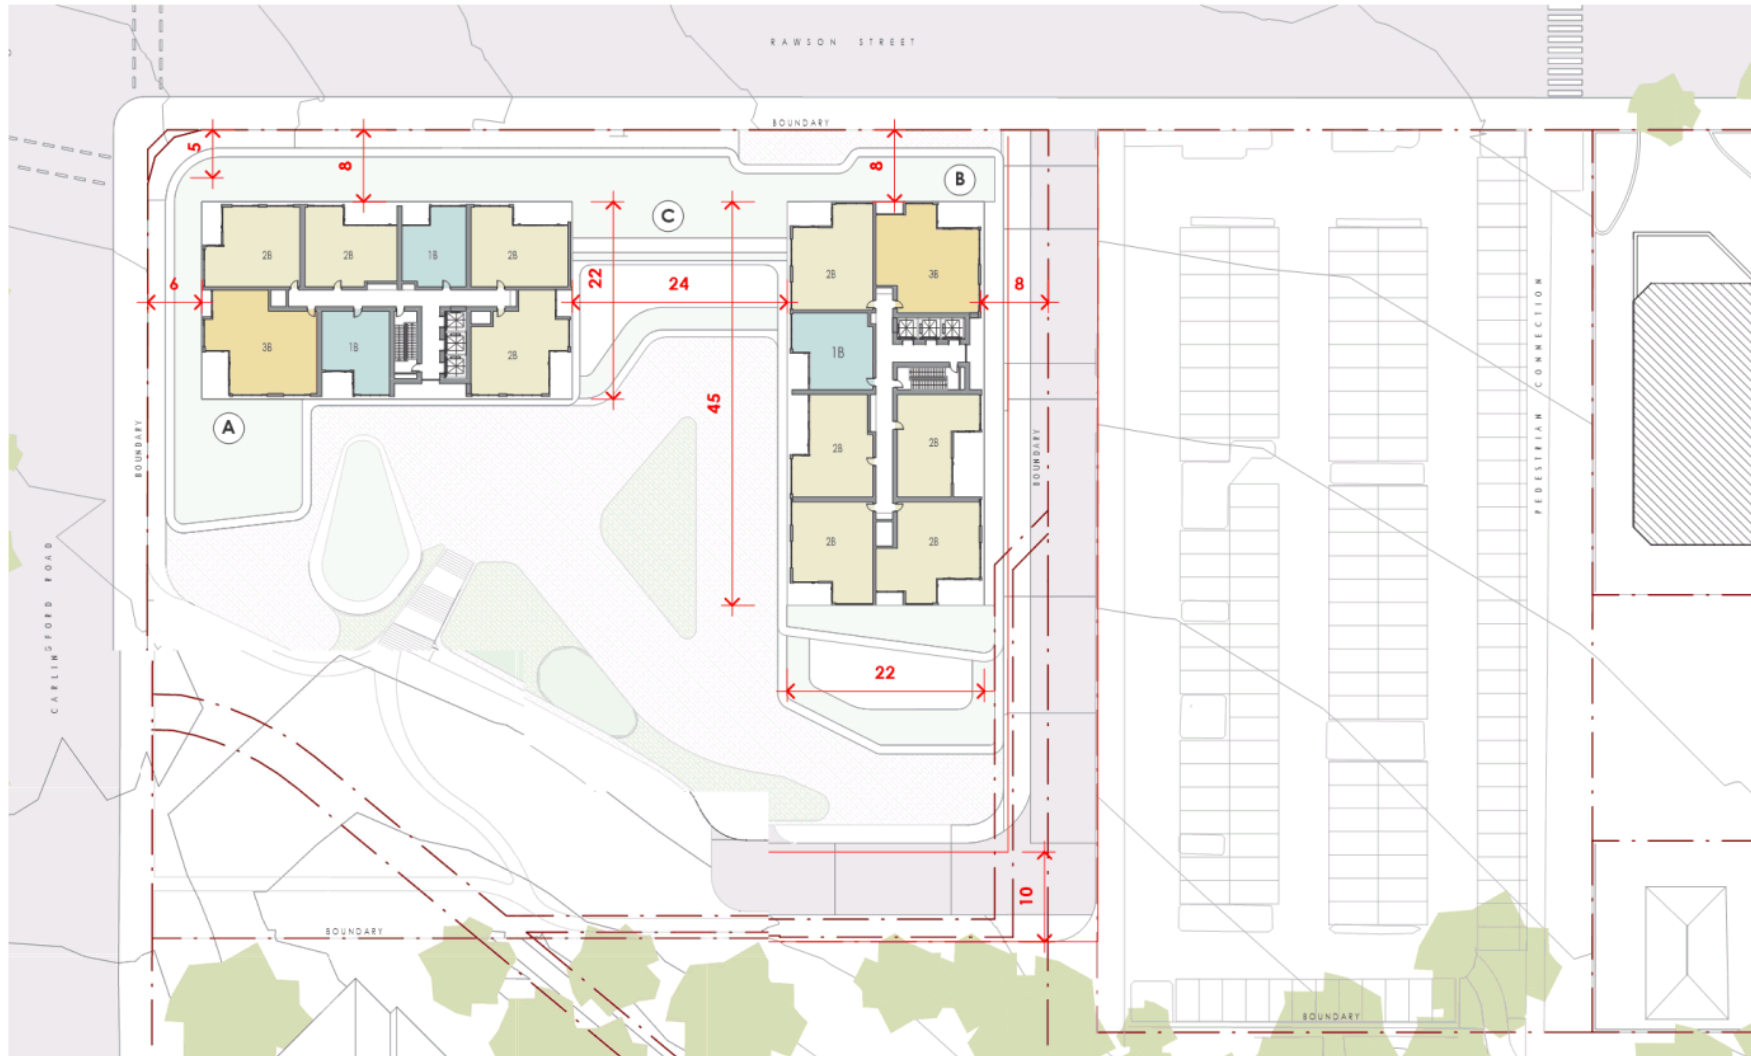 RAWSON STREET
BOUNDARY
5
8
8
B
C
2B
2B
1B
2B
2B
3B
6
22
24
8
3B
1B
2B
1B
45
A
2B
2B
BOUNDARY
BOUNDARY
PEDESTRIAN CONNECTION
2B
2B
CARLINGFORD ROAD
22
10
BOUNDARY
BOUNDARY